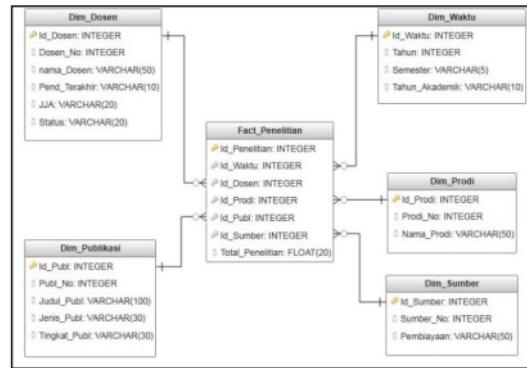 Dim_Dosen
Id_Dosen: INTEGER
Dosen_No: INTEGER
nama_Dosen: VARCHAR(50)
Pend_Terakhir: VARCHAR(10)
JJA: VARCHAR(20)
Status: VARCHAR(20)
Dim_Waktu
Id_Waktu: INTEGER
Tahun: INTEGER
Semester: VARCHAR(5)
Tahun_Akademik: VARCHAR(10)
Fact_Penelitian
Id_Penelitian: INTEGER
Id_Waktu: INTEGER
Id_Dosen: INTEGER
Id_Prodi: INTEGER
Id_Publ: INTEGER
Id_Sumber: INTEGER
Total_Penelitian: FLOAT(20)
Dim_Prodi
Id_Prodi: INTEGER
Prodi_No: INTEGER
Nama_Prodi: VARCHAR(50)
Dim_Publikasi
Id_Publ: INTEGER
Publ_No: INTEGER
Judul_Publ: VARCHAR(100)
Jenis_Publ: VARCHAR(30)
Tingkat_Publ: VARCHAR(30)
Dim_Sumber
Id_Sumber: INTEGER
Sumber_No: INTEGER
Pembiayaan: VARCHAR(50)